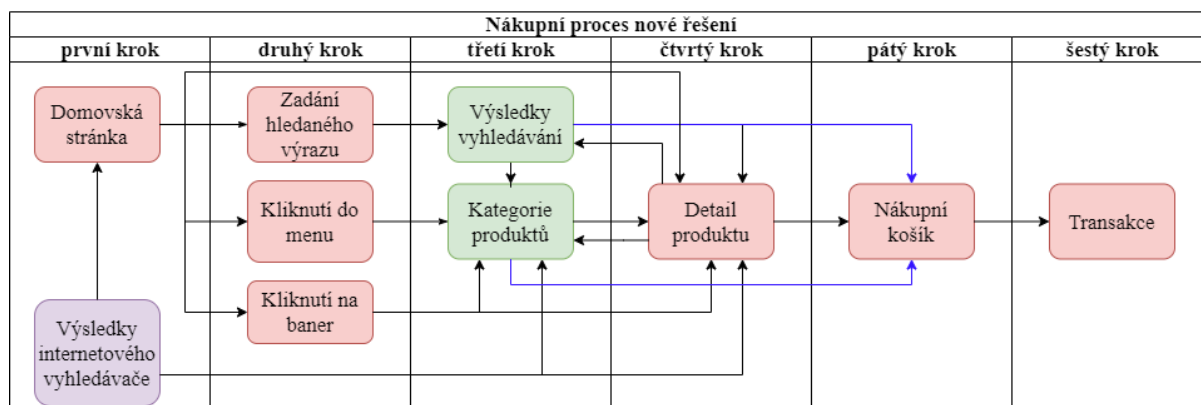 Nákupní proces nové řešení
první krok
druhý krok
třetí krok
čtvrtý krok
pátý krok
šestý krok
Domovská
stránka
Zadání
hledaného
výrazu
Výsledky
vyhledávání
Kliknutí do
menu
Kategorie
produktů
Detail
produktu
Nákupní
košík
Transakce
Kliknutí na
baner
Výsledky
internetového
vyhledávače